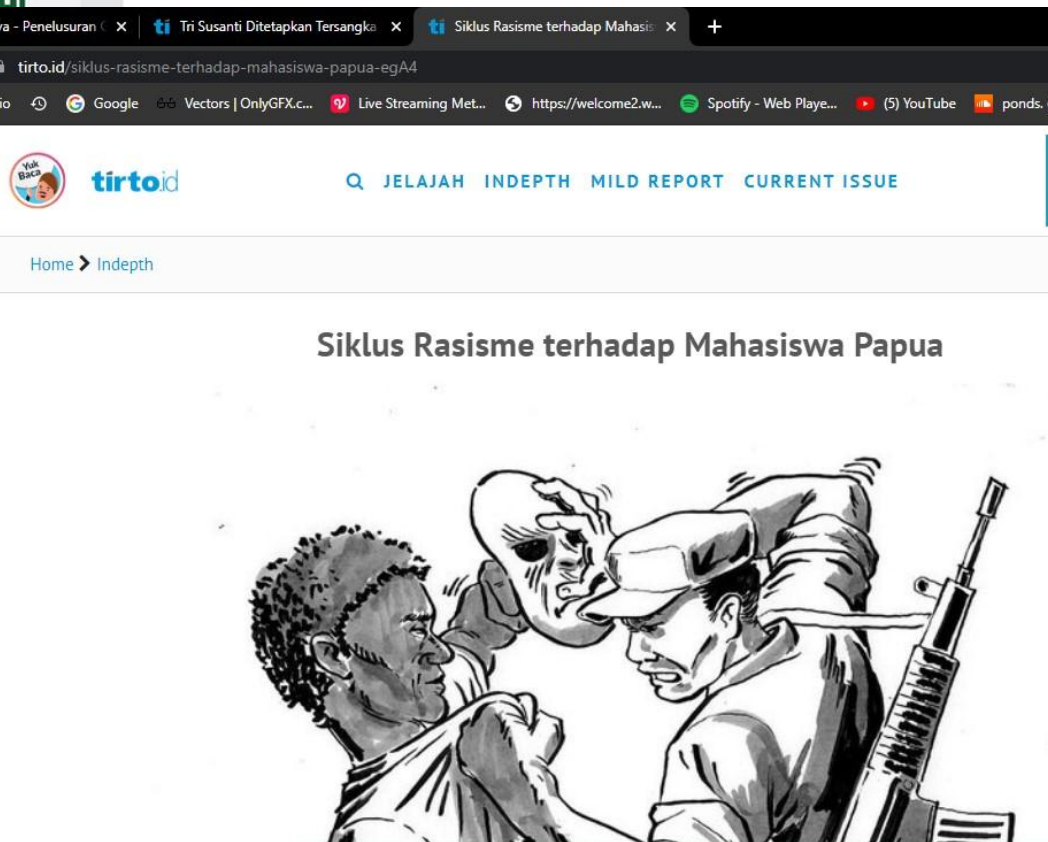 va - Penelusuran
Tri Susanti Ditetapkan Tersangka
Siklus Rasisme terhadap Mahasis
tirto.id/siklus-rasisme-terhadap-mahasiswa-papua-egA4
io Google Vectors | OnlyGFX.c... Live Streaming Met... https://welcome2.w... Spotify - Web Playe... (5) YouTube ponds.
Yuk Baca
tirto.id
JELAJAH INDEPTH MILD REPORT CURRENT ISSUE
Home > Indepth
Siklus Rasisme terhadap Mahasiswa Papua